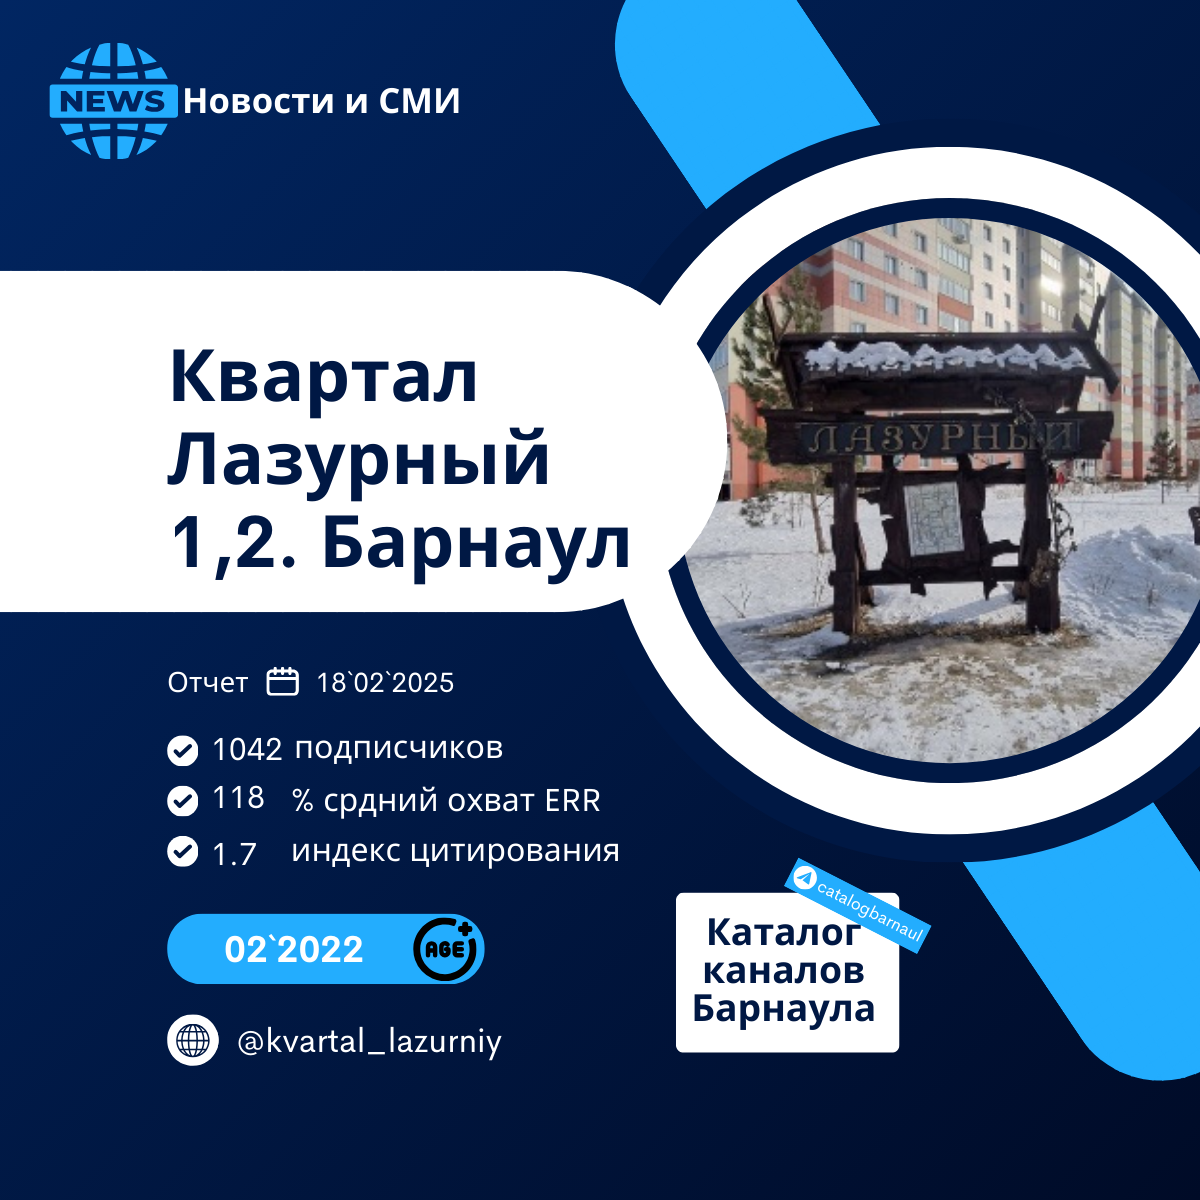 NEWS
Новости и СМИ
Квартал
Лазурный
1,2. Барнаул
ЛАЗУРНЫЙ
Отчет 18`02`2025
1042 подписчиков
118 % срдний охват ERR
1.7 индекс цитирования
02`2022 AGE+
@kvartal_lazurniy
catalogbarnaul
Каталог
каналов
Барнаула